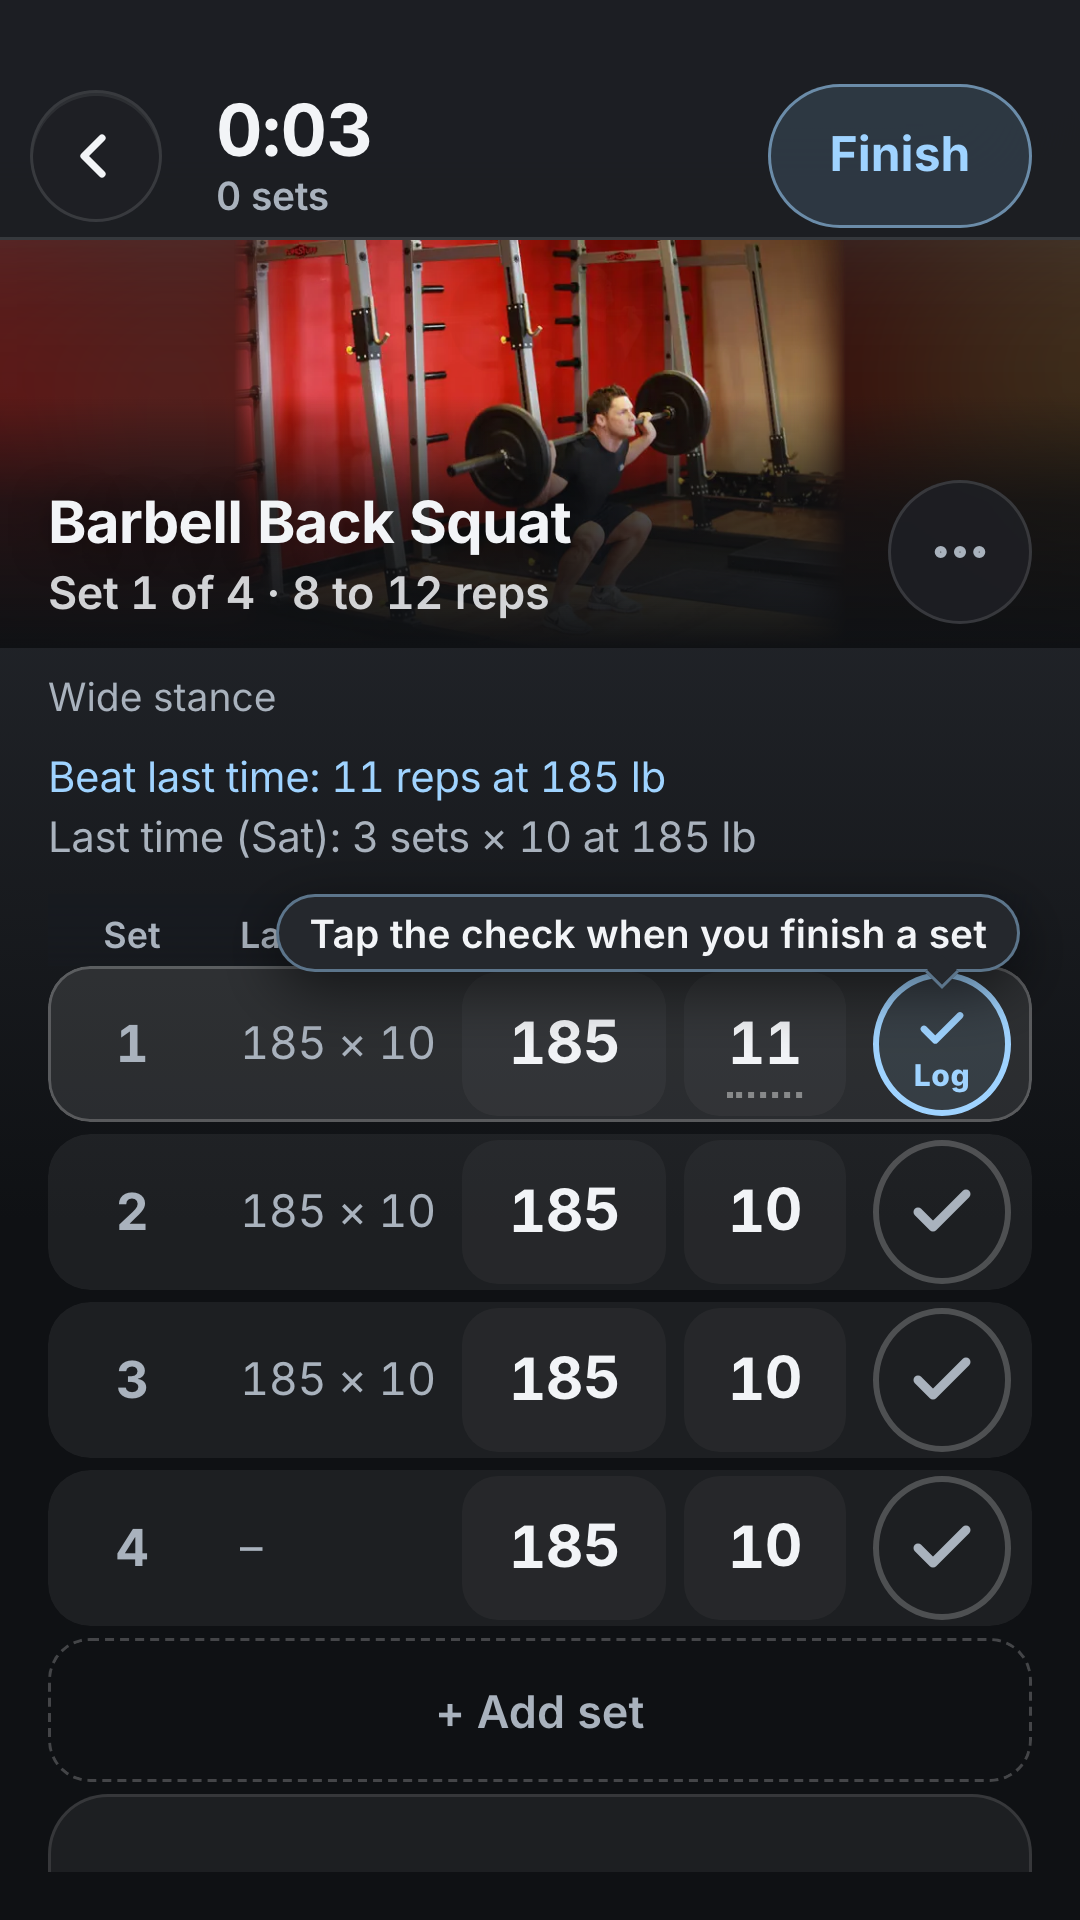 0:03
0 sets
Finish
Barbell Back Squat
Set 1 of 4 · 8 to 12 reps
Wide stance
Beat last time: 11 reps at 185 lb
Last time (Sat): 3 sets × 10 at 185 lb
Tap the check when you finish a set
Set La
1 185 × 10 185 11 Log
2 185 × 10 185 10
3 185 × 10 185 10
4 – 185 10
+ Add set